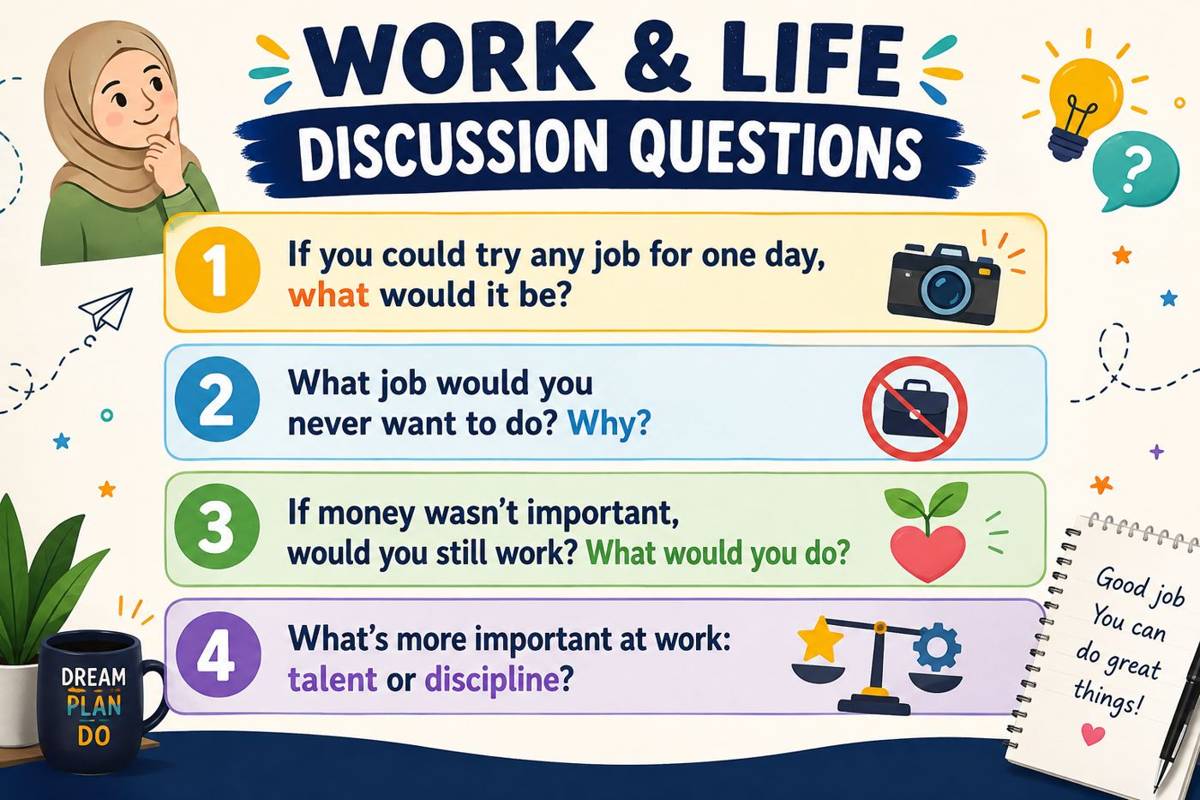 WORK & LIFE
DISCUSSION QUESTIONS
1
If you could try any job for one day,
what would it be?
2
What job would you
never want to do? Why?
3
If money wasn't important,
would you still work? What would you do?
4
What's more important at work:
talent or discipline?
?
DREAM
PLAN
DO
Good job
You can
do great
things!